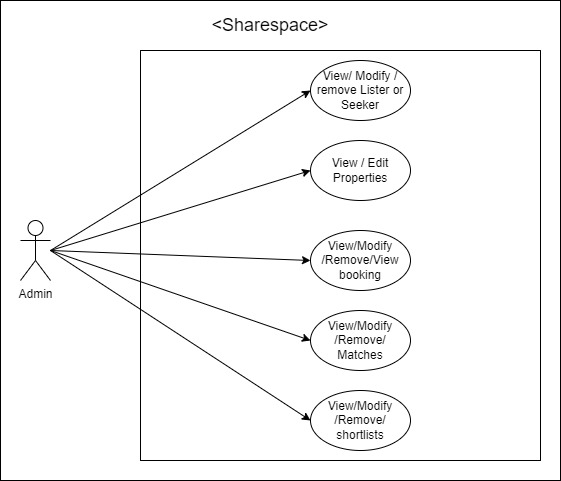 <Sharespace>
View/ Modify /
remove Lister or
Seeker
View / Edit
Properties
View/Modify
/Remove/View
booking
Admin
View/Modify
/Remove/
Matches
View/Modify
/Remove/
shortlists